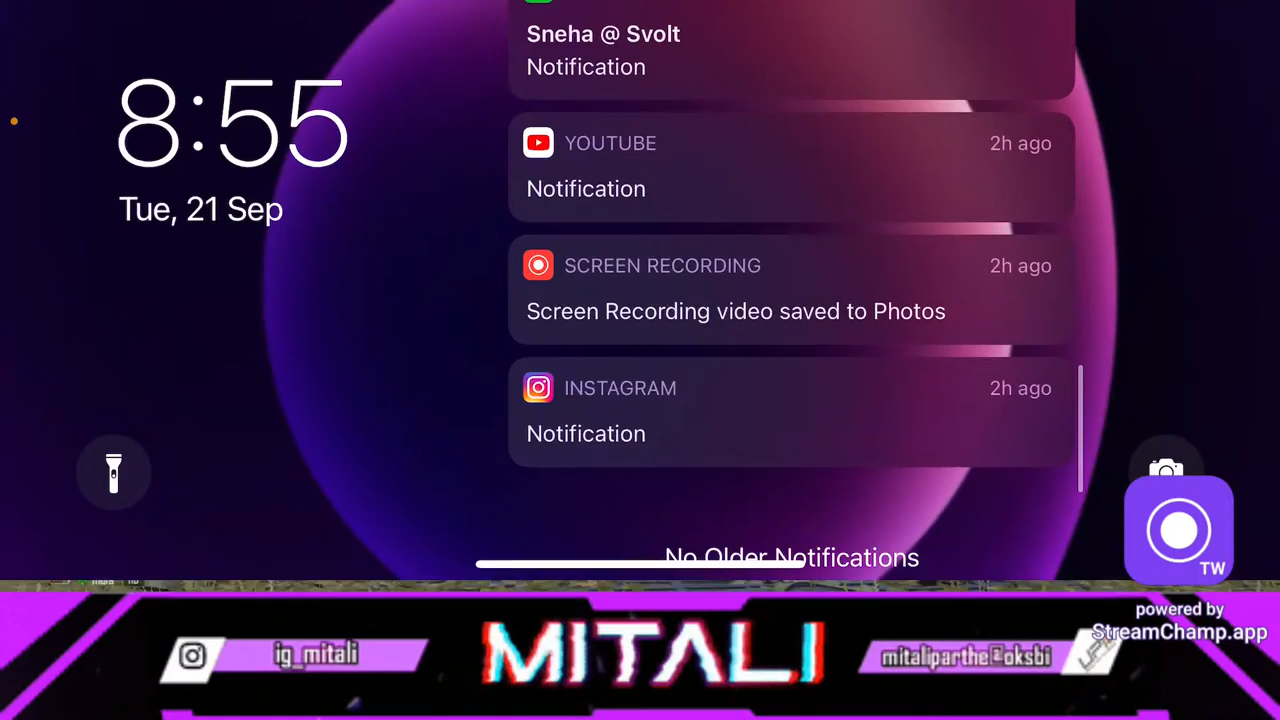 Sneha @ Svolt
Notification
8:55
Tue, 21 Sep
YOUTUBE 2h ago
Notification
SCREEN RECORDING 2h ago
Screen Recording video saved to Photos
INSTAGRAM 2h ago
Notification
No Older Notifications
TW
powered by
StreamChamp.app
ig_mitali
MITALI
mitaliparthe@oksbi
UPI